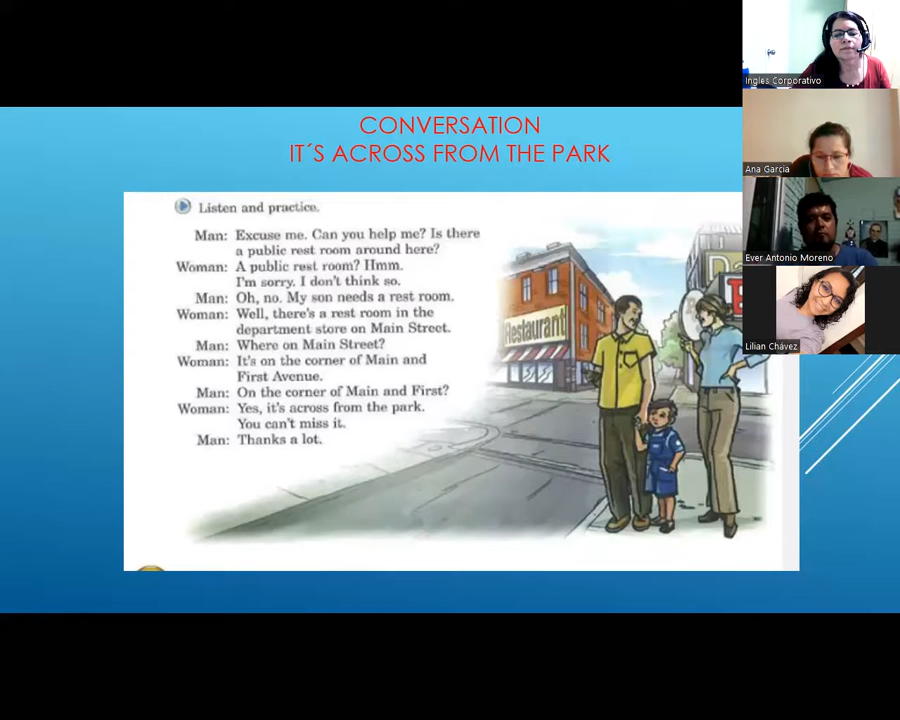 CONVERSATION
IT´S ACROSS FROM THE PARK
Listen and practice.
Man: Excuse me. Can you help me? Is there
a public rest room around here?
Woman: A public rest room? Hmm.
I'm sorry. I don't think so.
Man: Oh, no. My son needs a rest room.
Woman: Well, there's a rest room in the
department store on Main Street.
Man: Where on Main Street?
Woman: It's on the corner of Main and
First Avenue.
Man: On the corner of Main and First?
Woman: Yes, it's across from the park.
You can't miss it.
Man: Thanks a lot.
Restaurant
Ingles Corporativo
Ana Garcia
Ever Antonio Moreno
Lilian Chávez